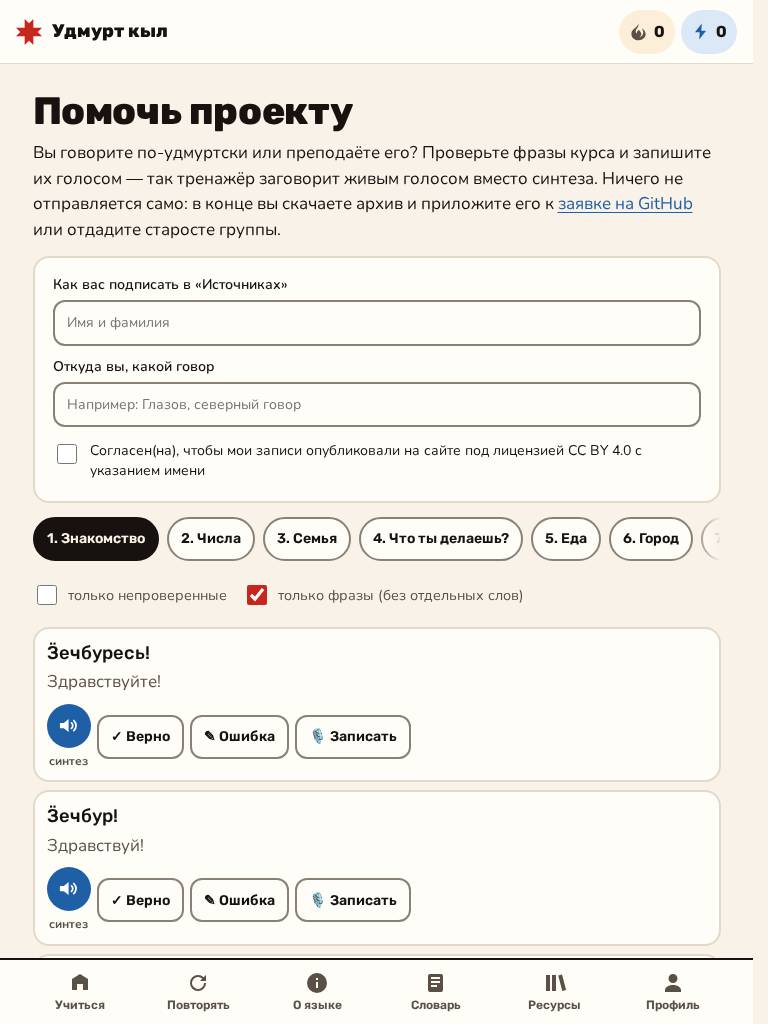 Удмурт кыл
0
0
Помочь проекту
Вы говорите по-удмуртски или преподаёте его? Проверьте фразы курса и запишите
их голосом — так тренажёр заговорит живым голосом вместо синтеза. Ничего не
отправляется само: в конце вы скачаете архив и приложите его к заявке на GitHub
или отдадите старосте группы.
Как вас подписать в «Источниках»
Имя и фамилия
Откуда вы, какой говор
Например: Глазов, северный говор
Согласен(на), чтобы мои записи опубликовали на сайте под лицензией CC BY 4.0 с
указанием имени
1. Знакомство
2. Числа
3. Семья
4. Что ты делаешь?
5. Еда
6. Город
только непроверенные
только фразы (без отдельных слов)
Ӟечбуресь!
Здравствуйте!
синтез
✓ Верно
✎ Ошибка
🎙️ Записать
Ӟечбур!
Здравствуй!
синтез
✓ Верно
✎ Ошибка
🎙️ Записать
Учиться
Повторять
О языке
Словарь
Ресурсы
Профиль